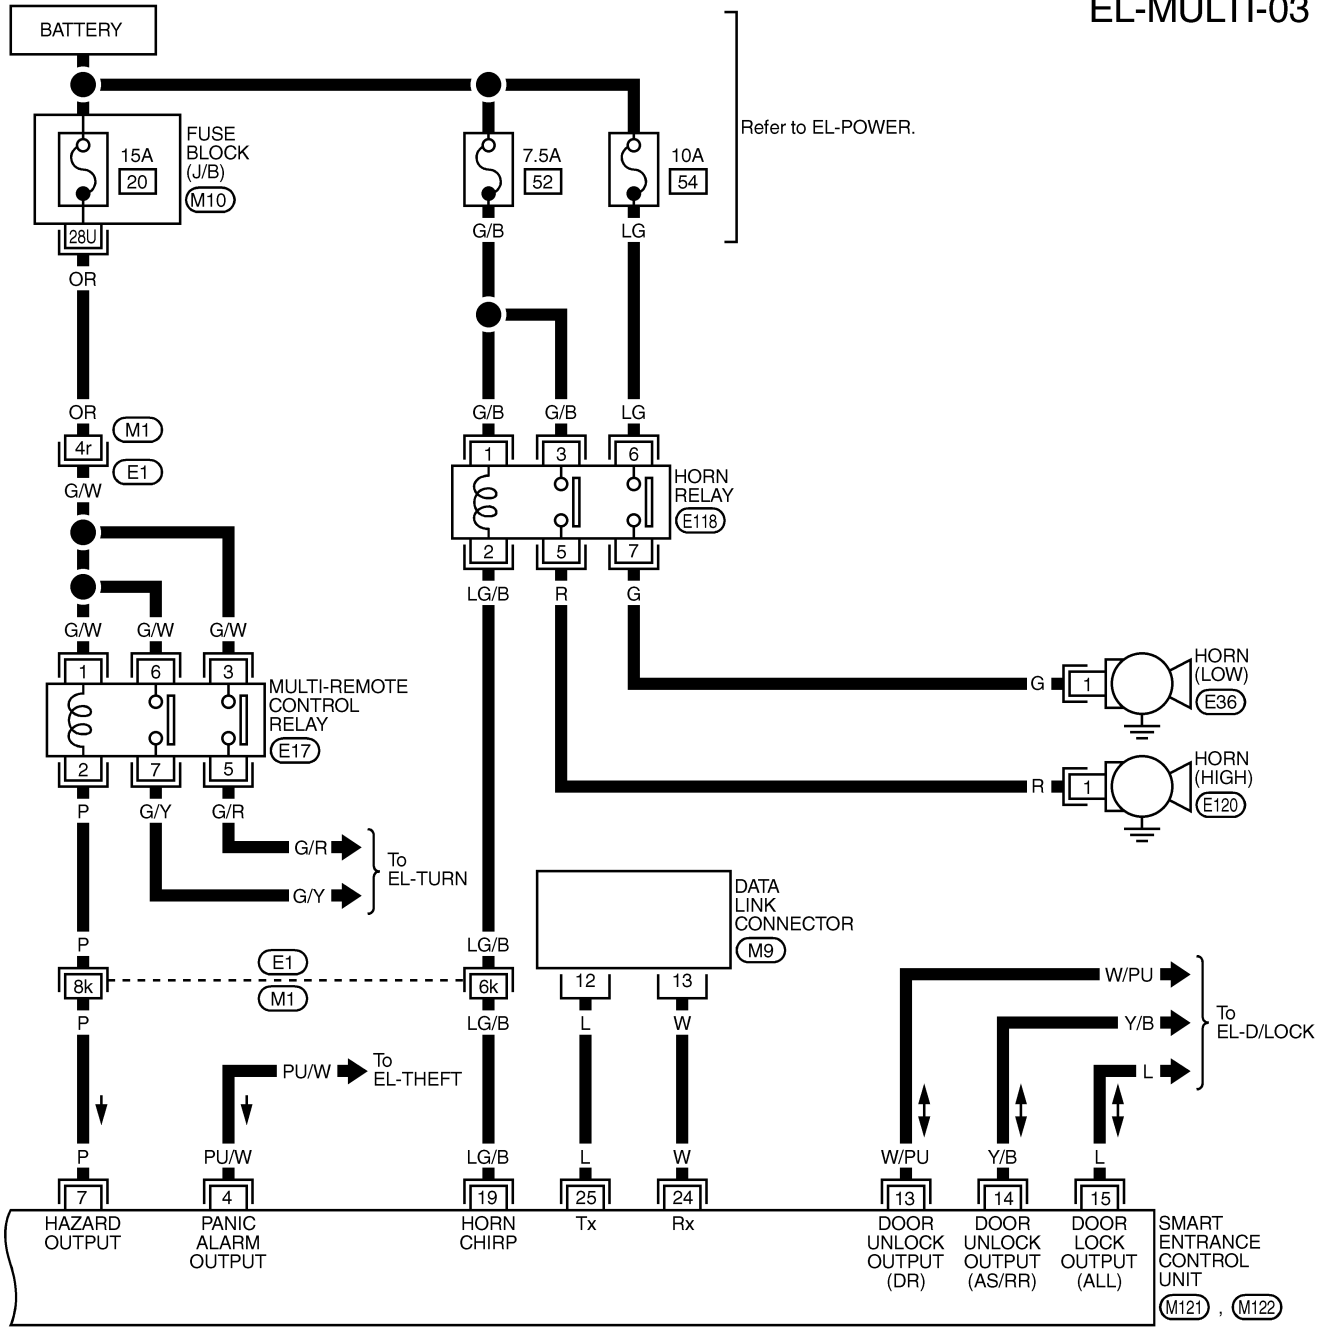 EL-MULTI-03
BATTERY
Refer to EL-POWER.
FUSE
BLOCK
(J/B)
M10
15A
20
7.5A
52
10A
54
28U
G/B
LG
OR
OR
M1
4r
E1
G/W
G/B
G/B
LG
1
3
6
HORN
RELAY
E118
2
5
7
LG/B
R
G
G/W
G/W
G/W
1
6
3
MULTI-REMOTE
CONTROL
RELAY
E17
2
7
5
P
G/Y
G/R
G
1
HORN
(LOW)
E36
R
1
HORN
(HIGH)
E120
G/R
G/Y
To
EL-TURN
DATA
LINK
CONNECTOR
M9
P
E1
LG/B
8k
M1
6k
12
13
P
LG/B
L
W
W/PU
Y/B
L
To
EL-D/LOCK
PU/W
To
EL-THEFT
P
PU/W
LG/B
L
W
W/PU
Y/B
L
7
4
19
25
24
13
14
15
HAZARD
OUTPUT
PANIC
ALARM
OUTPUT
HORN
CHIRP
Tx
Rx
DOOR
UNLOCK
OUTPUT
(DR)
DOOR
UNLOCK
OUTPUT
(AS/RR)
DOOR
LOCK
OUTPUT
(ALL)
SMART
ENTRANCE
CONTROL
UNIT
M121 , M122